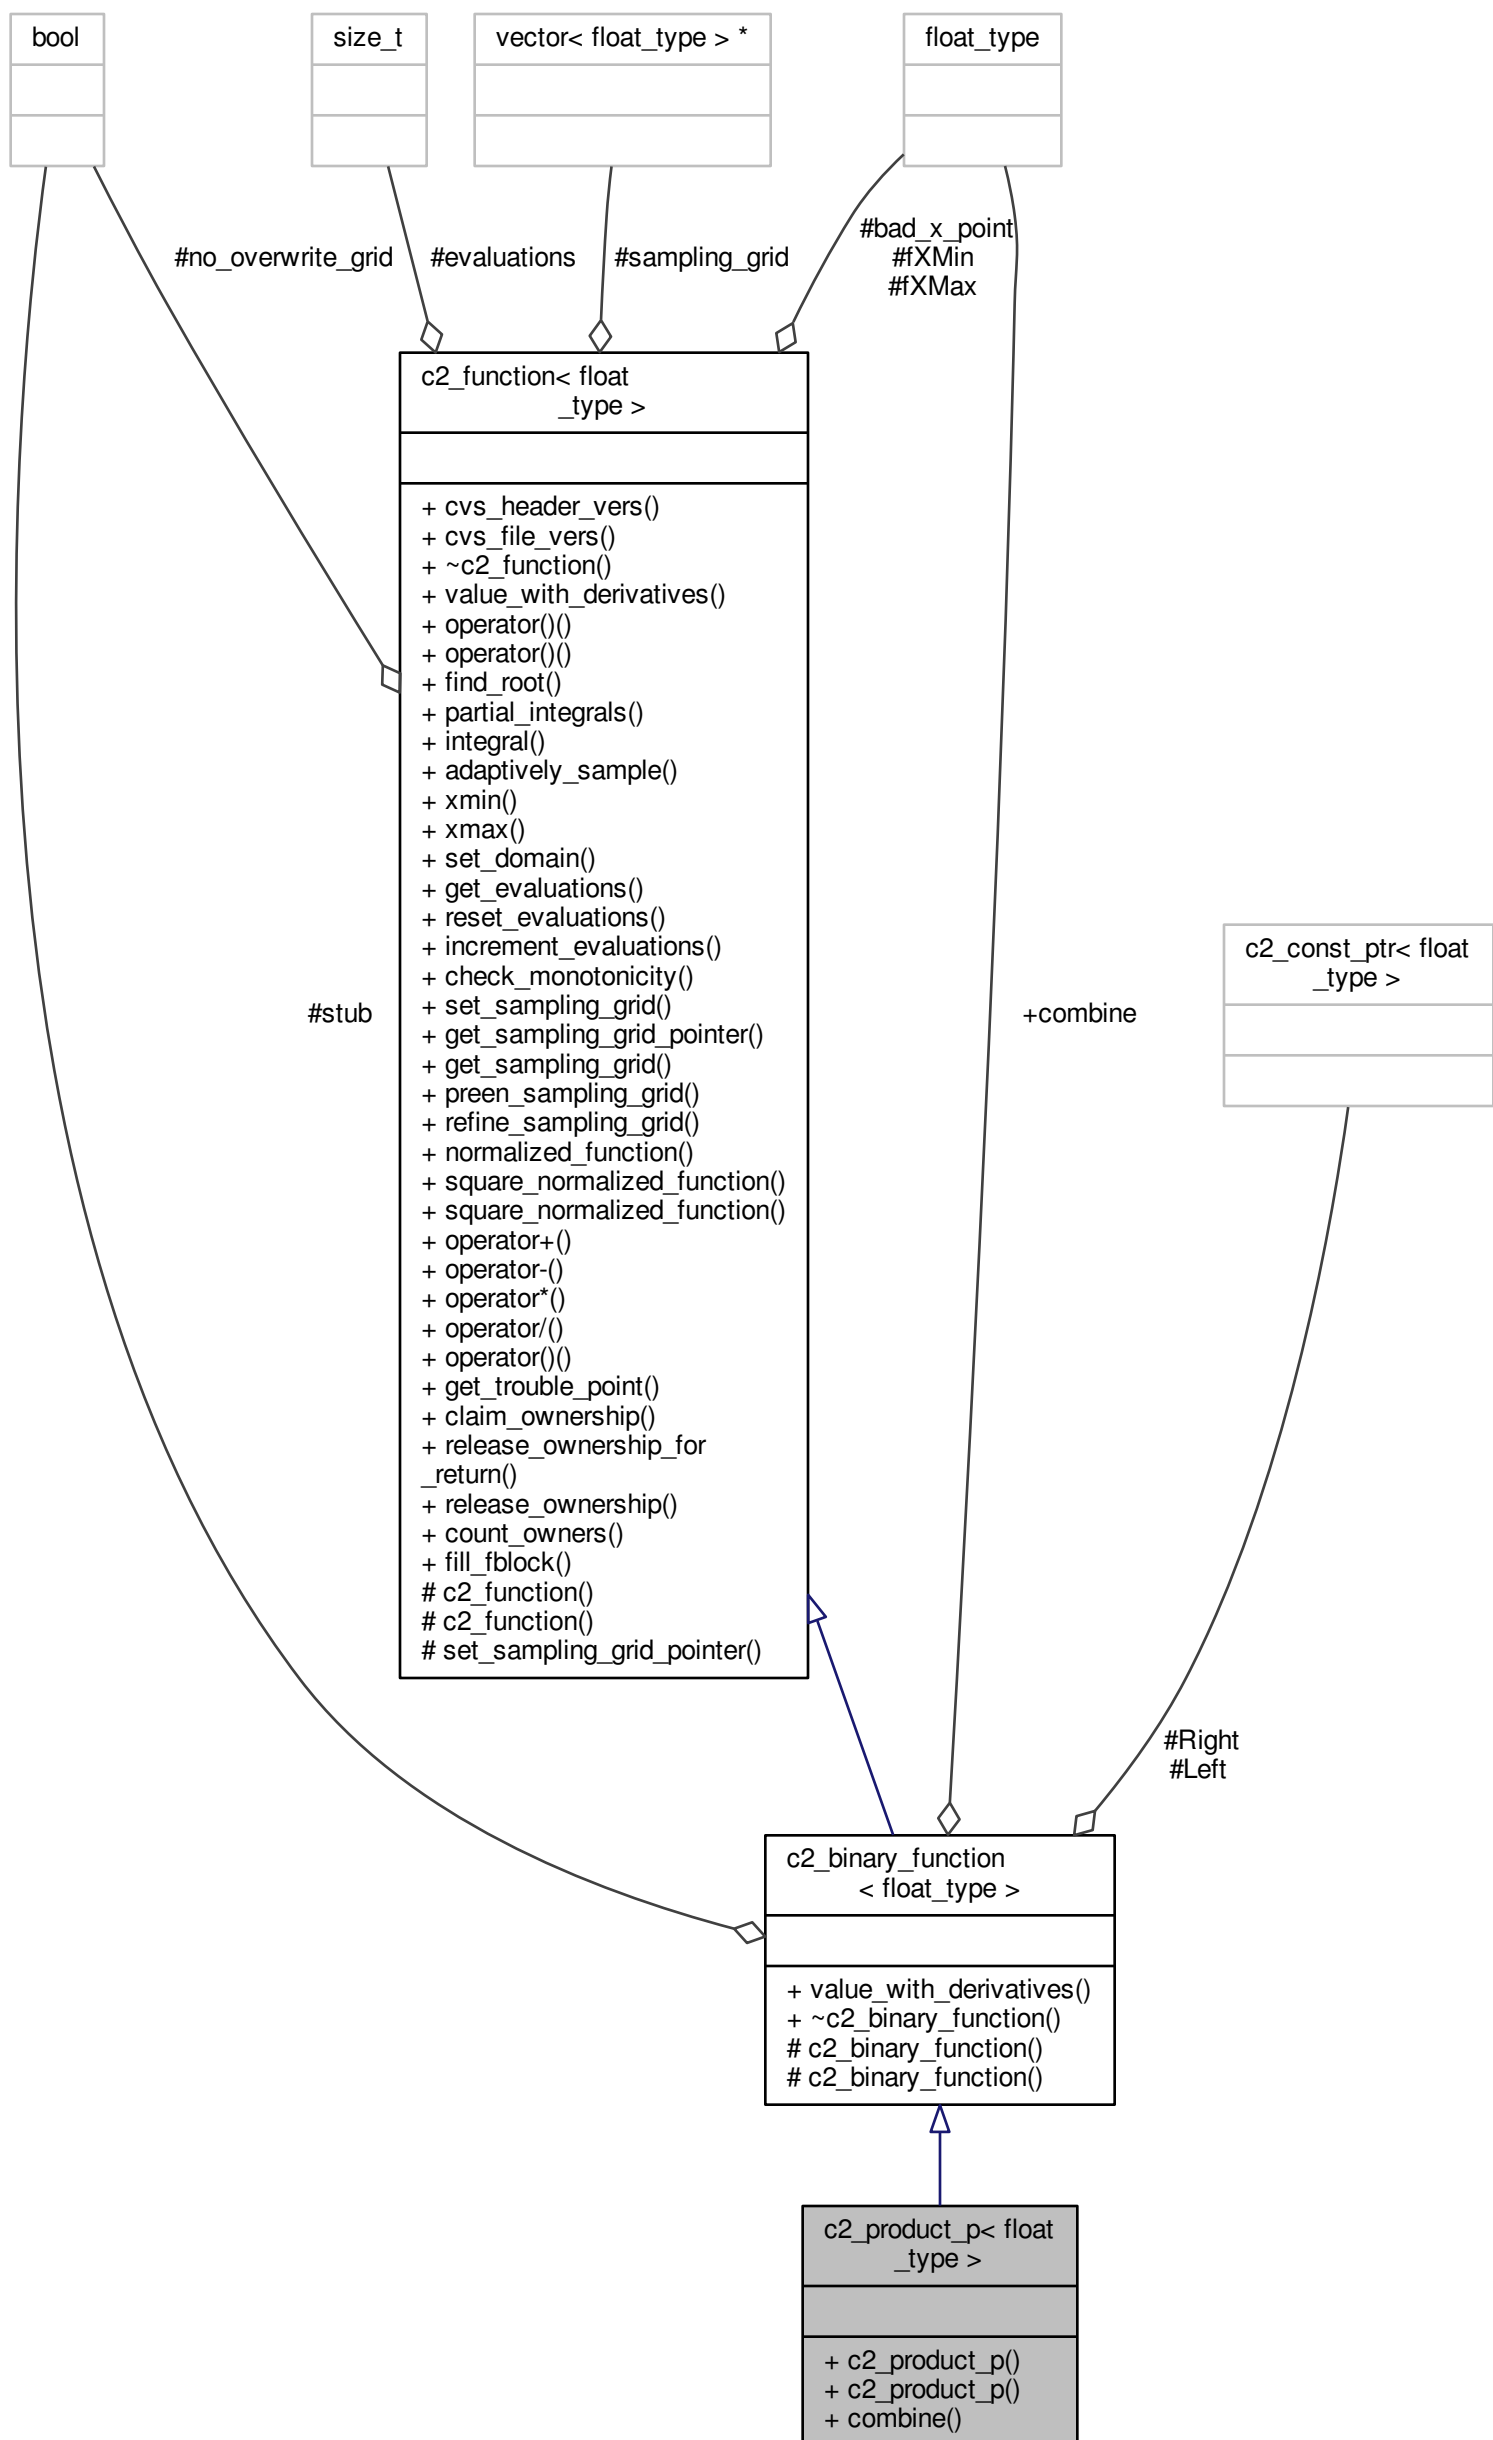 bool
size_t
vector< float_type > *
float_type
#no_overwrite_grid
#evaluations
#sampling_grid
#bad_x_point
#fXMin
#fXMax
c2_function< float
_type >
+ cvs_header_vers()
+ cvs_file_vers()
+ ~c2_function()
+ value_with_derivatives()
+ operator()()
+ operator()()
+ find_root()
+ partial_integrals()
+ integral()
+ adaptively_sample()
+ xmin()
+ xmax()
+ set_domain()
+ get_evaluations()
+ reset_evaluations()
+ increment_evaluations()
+ check_monotonicity()
+ set_sampling_grid()
+ get_sampling_grid_pointer()
+ get_sampling_grid()
+ preen_sampling_grid()
+ refine_sampling_grid()
+ normalized_function()
+ square_normalized_function()
+ square_normalized_function()
+ operator+()
+ operator-()
+ operator*()
+ operator/()
+ operator()()
+ get_trouble_point()
+ claim_ownership()
+ release_ownership_for
_return()
+ release_ownership()
+ count_owners()
+ fill_fblock()
# c2_function()
# c2_function()
# set_sampling_grid_pointer()
#stub
+combine
c2_const_ptr< float
_type >
#Right
#Left
c2_binary_function
< float_type >
+ value_with_derivatives()
+ ~c2_binary_function()
# c2_binary_function()
# c2_binary_function()
c2_product_p< float
_type >
+ c2_product_p()
+ c2_product_p()
+ combine()